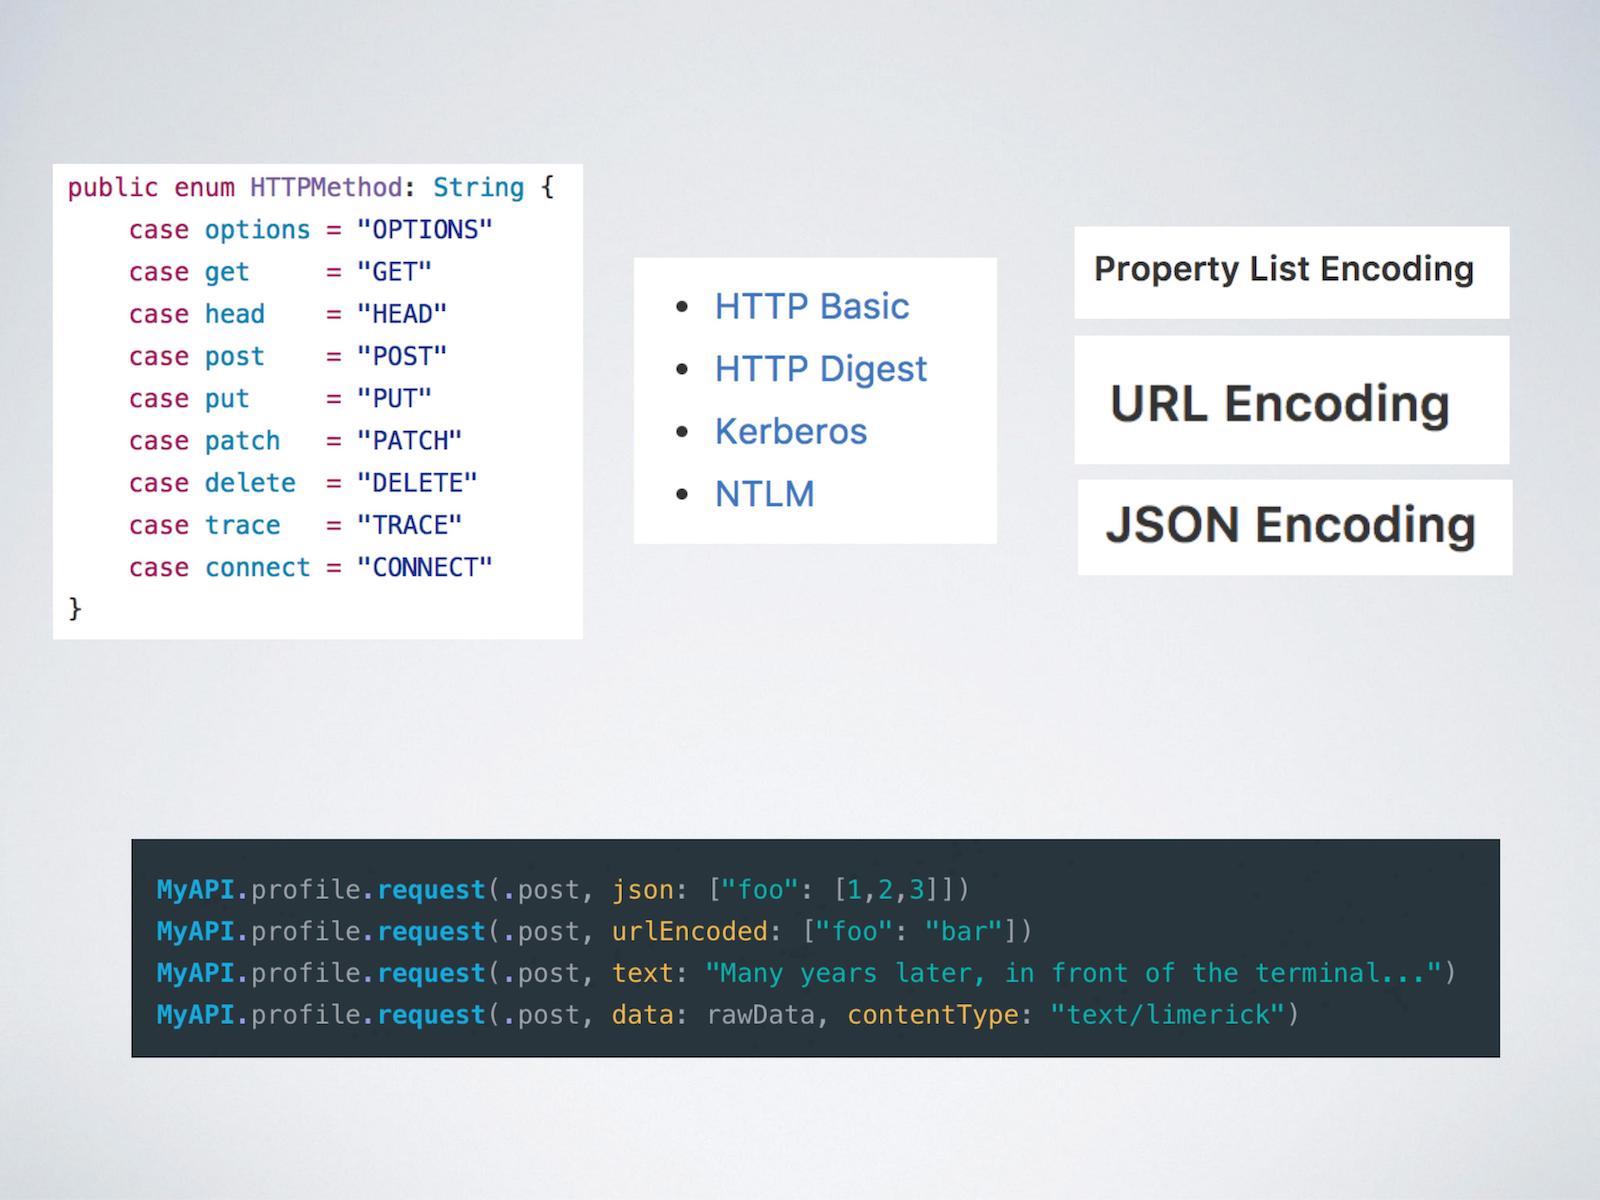 public enum HTTPMethod: String {
    case options = "OPTIONS"
    case get     = "GET"
    case head    = "HEAD"
    case post    = "POST"
    case put     = "PUT"
    case patch   = "PATCH"
    case delete  = "DELETE"
    case trace   = "TRACE"
    case connect = "CONNECT"
}
• HTTP Basic
• HTTP Digest
• Kerberos
• NTLM
Property List Encoding
URL Encoding
JSON Encoding
MyAPI.profile.request(.post, json: ["foo": [1,2,3]])
MyAPI.profile.request(.post, urlEncoded: ["foo": "bar"])
MyAPI.profile.request(.post, text: "Many years later, in front of the terminal...")
MyAPI.profile.request(.post, data: rawData, contentType: "text/limerick")